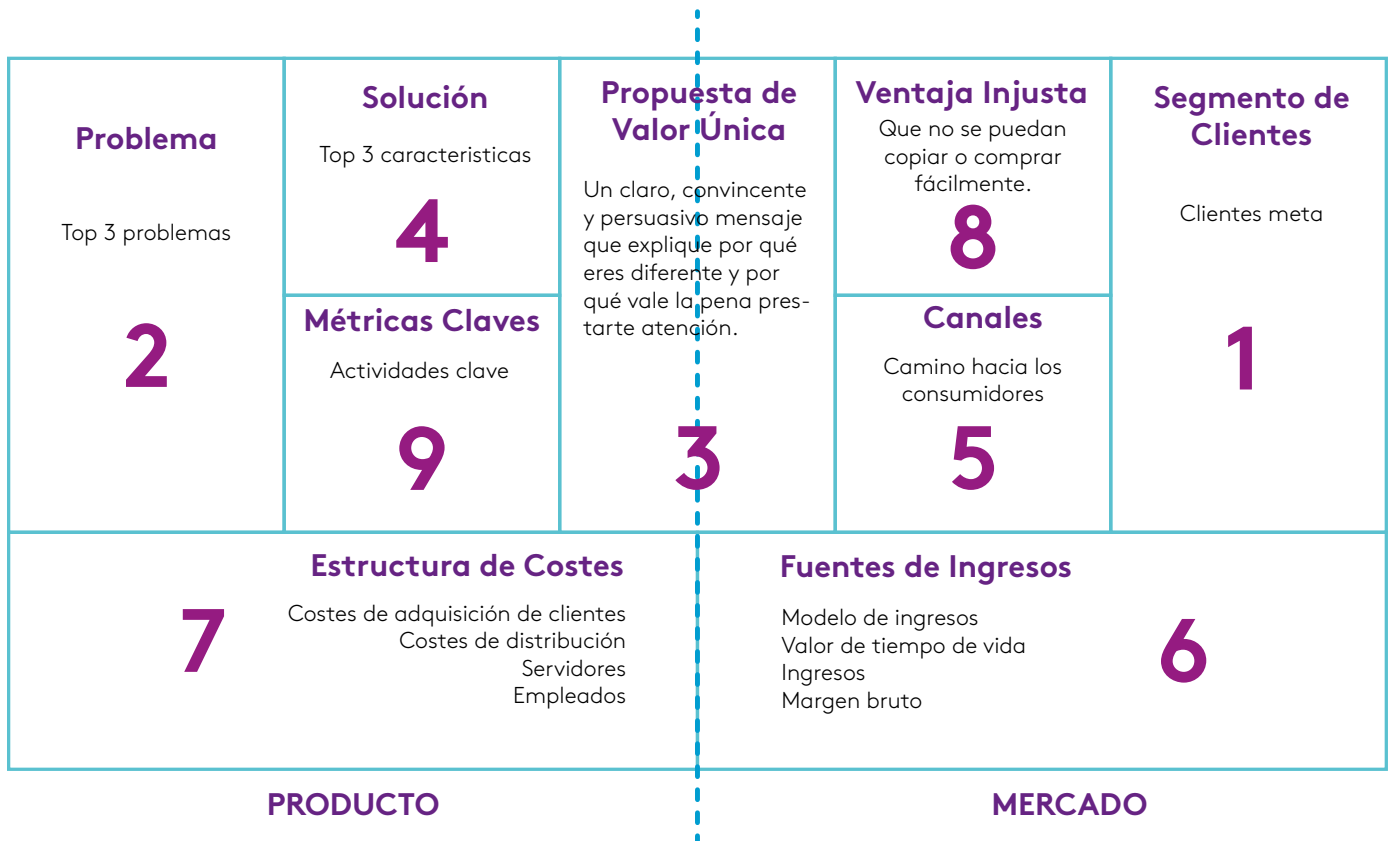 Problema
Top 3 problemas
2
Solución
Top 3 caracteristicas
4
Métricas Claves
Actividades clave
9
Propuesta de
Valor Única
Un claro, convincente
y persuasivo mensaje
que explique por qué
eres diferente y por
qué vale la pena pres-
tarte atención.
3
Ventaja Injusta
Que no se puedan
copiar o comprar
fácilmente.
8
Canales
Camino hacia los
consumidores
5
Segmento de
Clientes
Clientes meta
1
Estructura de Costes
7
Costes de adquisición de clientes
Costes de distribución
Servidores
Empleados
Fuentes de Ingresos
Modelo de ingresos
Valor de tiempo de vida
Ingresos
Margen bruto
6
PRODUCTO
MERCADO